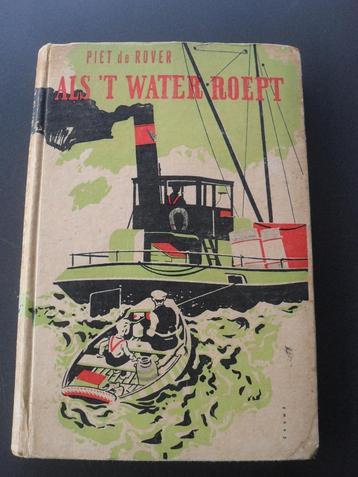 PIET de ROVER
ALS 'T WATER ROEPT